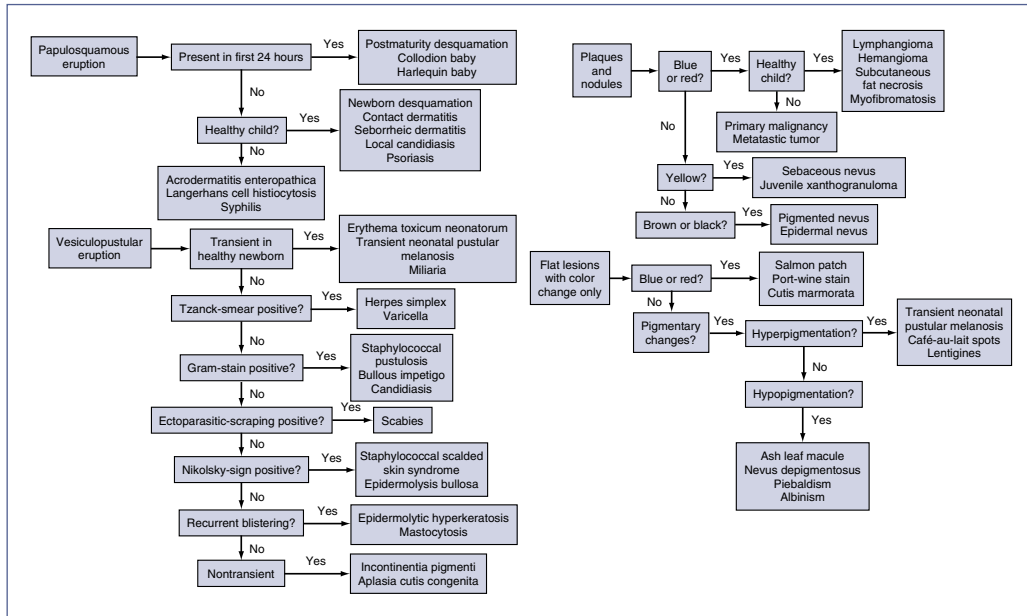 Papulosquamous
eruption
Present in first 24 hours
Yes
Postmaturity desquamation
Collodion baby
Harlequin baby
No
Healthy child?
Yes
Newborn desquamation
Contact dermatitis
Seborrheic dermatitis
Local candidiasis
Psoriasis
No
Acrodermatitis enteropathica
Langerhans cell histiocytosis
Syphilis
Vesiculopustular
eruption
Transient in
healthy newborn
Yes
Erythema toxicum neonatorum
Transient neonatal pustular
melanosis
Miliaria
No
Tzanck-smear positive?
Yes
Herpes simplex
Varicella
No
Gram-stain positive?
Yes
Staphylococcal
pustulosis
Bullous impetigo
Candidiasis
No
Ectoparasitic-scraping positive?
Yes
Scabies
No
Nikolsky-sign positive?
Yes
Staphylococcal scalded
skin syndrome
Epidermolysis bullosa
No
Recurrent blistering?
Yes
Epidermolytic hyperkeratosis
Mastocytosis
No
Nontransient
Yes
Incontinentia pigmenti
Aplasia cutis congenita
Plaques
and
nodules
Blue
or red?
Yes
Healthy
child?
Yes
Lymphangioma
Hemangioma
Subcutaneous
fat necrosis
Myofibromatosis
No
Primary malignancy
Metatastic tumor
No
Yellow?
Yes
Sebaceous nevus
Juvenile xanthogranuloma
No
Brown or black?
Yes
Pigmented nevus
Epidermal nevus
Flat lesions
with color
change only
Blue or red?
Yes
Salmon patch
Port-wine stain
Cutis marmorata
No
Pigmentary
changes?
Yes
Hyperpigmentation?
Yes
Transient neonatal
pustular melanosis
Café-au-lait spots
Lentigines
No
Hypopigmentation?
Yes
Ash leaf macule
Nevus depigmentosus
Piebaldism
Albinism